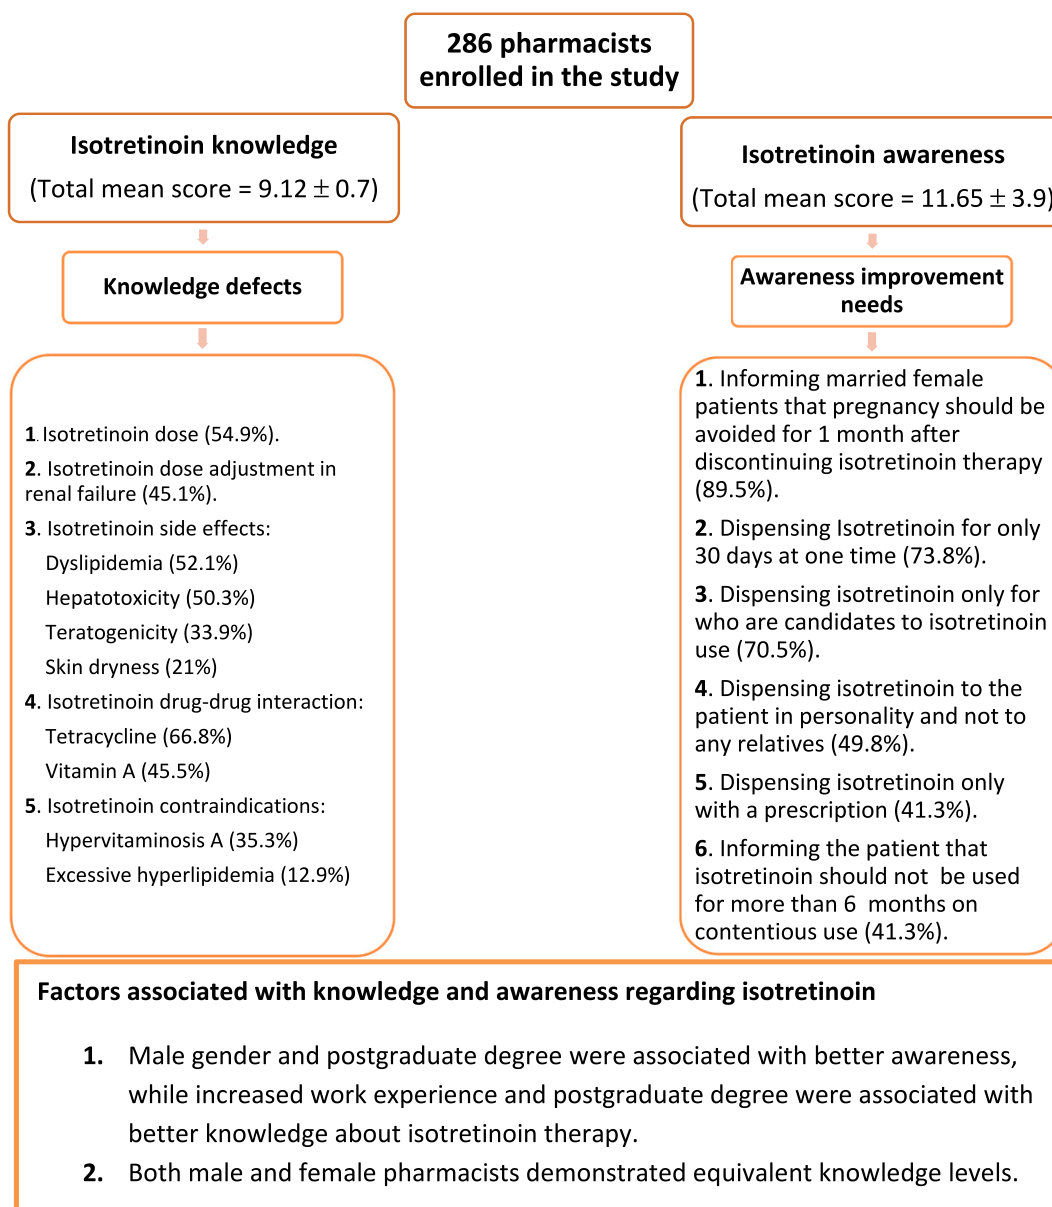 286 pharmacists
enrolled in the study
Isotretinoin knowledge
(Total mean score = 9.12 ± 0.7)
Knowledge defects
1. Isotretinoin dose (54.9%).
2. Isotretinoin dose adjustment in
renal failure (45.1%).
3. Isotretinoin side effects:
Dyslipidemia (52.1%)
Hepatotoxicity (50.3%)
Teratogenicity (33.9%)
Skin dryness (21%)
4. Isotretinoin drug-drug interaction:
Tetracycline (66.8%)
Vitamin A (45.5%)
5. Isotretinoin contraindications:
Hypervitaminosis A (35.3%)
Excessive hyperlipidemia (12.9%)
Isotretinoin awareness
(Total mean score = 11.65 ± 3.9)
Awareness improvement
needs
1. Informing married female
patients that pregnancy should be
avoided for 1 month after
discontinuing isotretinoin therapy
(89.5%).
2. Dispensing Isotretinoin for only
30 days at one time (73.8%).
3. Dispensing isotretinoin only for
who are candidates to isotretinoin
use (70.5%).
4. Dispensing isotretinoin to the
patient in personality and not to
any relatives (49.8%).
5. Dispensing isotretinoin only
with a prescription (41.3%).
6. Informing the patient that
isotretinoin should not be used
for more than 6 months on
contentious use (41.3%).
Factors associated with knowledge and awareness regarding isotretinoin
1. Male gender and postgraduate degree were associated with better awareness,
while increased work experience and postgraduate degree were associated with
better knowledge about isotretinoin therapy.
2. Both male and female pharmacists demonstrated equivalent knowledge levels.